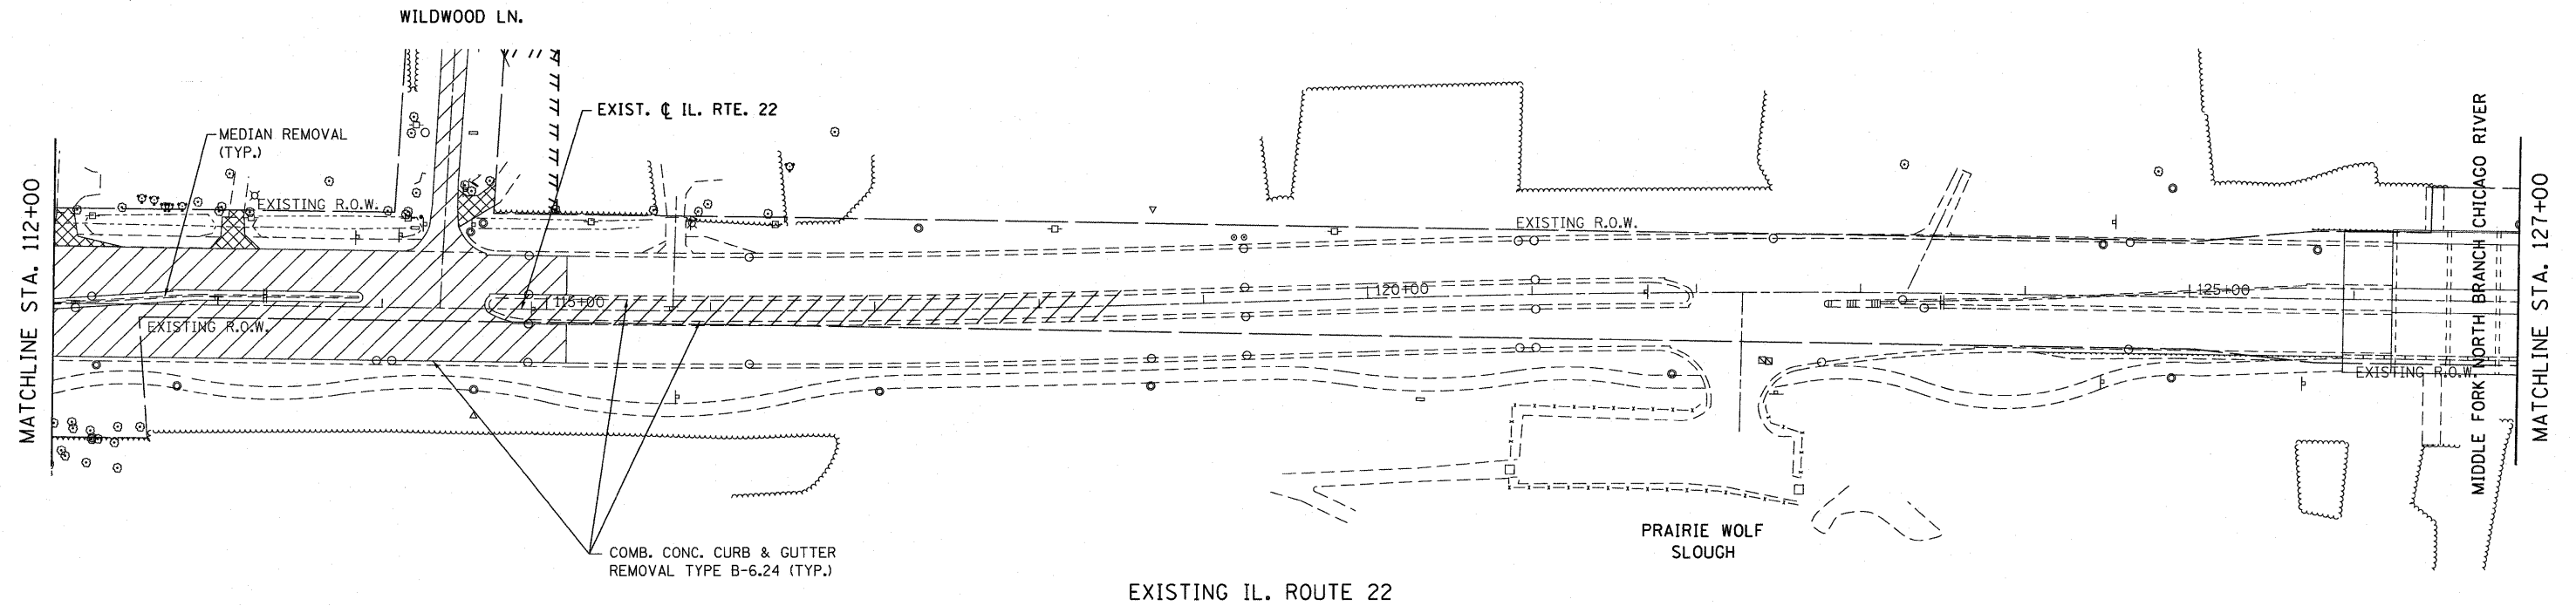 WILDWOOD LN.
EXIST. ℄ IL. RTE. 22
MEDIAN REMOVAL
(TYP.)
MATCHLINE STA. 112+00
EXISTING R.O.W.
EXISTING R.O.W.
EXISTING R.O.W.
115+00
120+00
125+00
EXISTING R.O.W.
MIDDLE FORK NORTH BRANCH CHICICAGO RIVER
MATCHLINE STA. 127+00
COMB. CONC. CURB & GUTTER
REMOVAL TYPE B-6.24 (TYP.)
PRAIRIE WOLF
SLOUGH
EXISTING IL. ROUTE 22